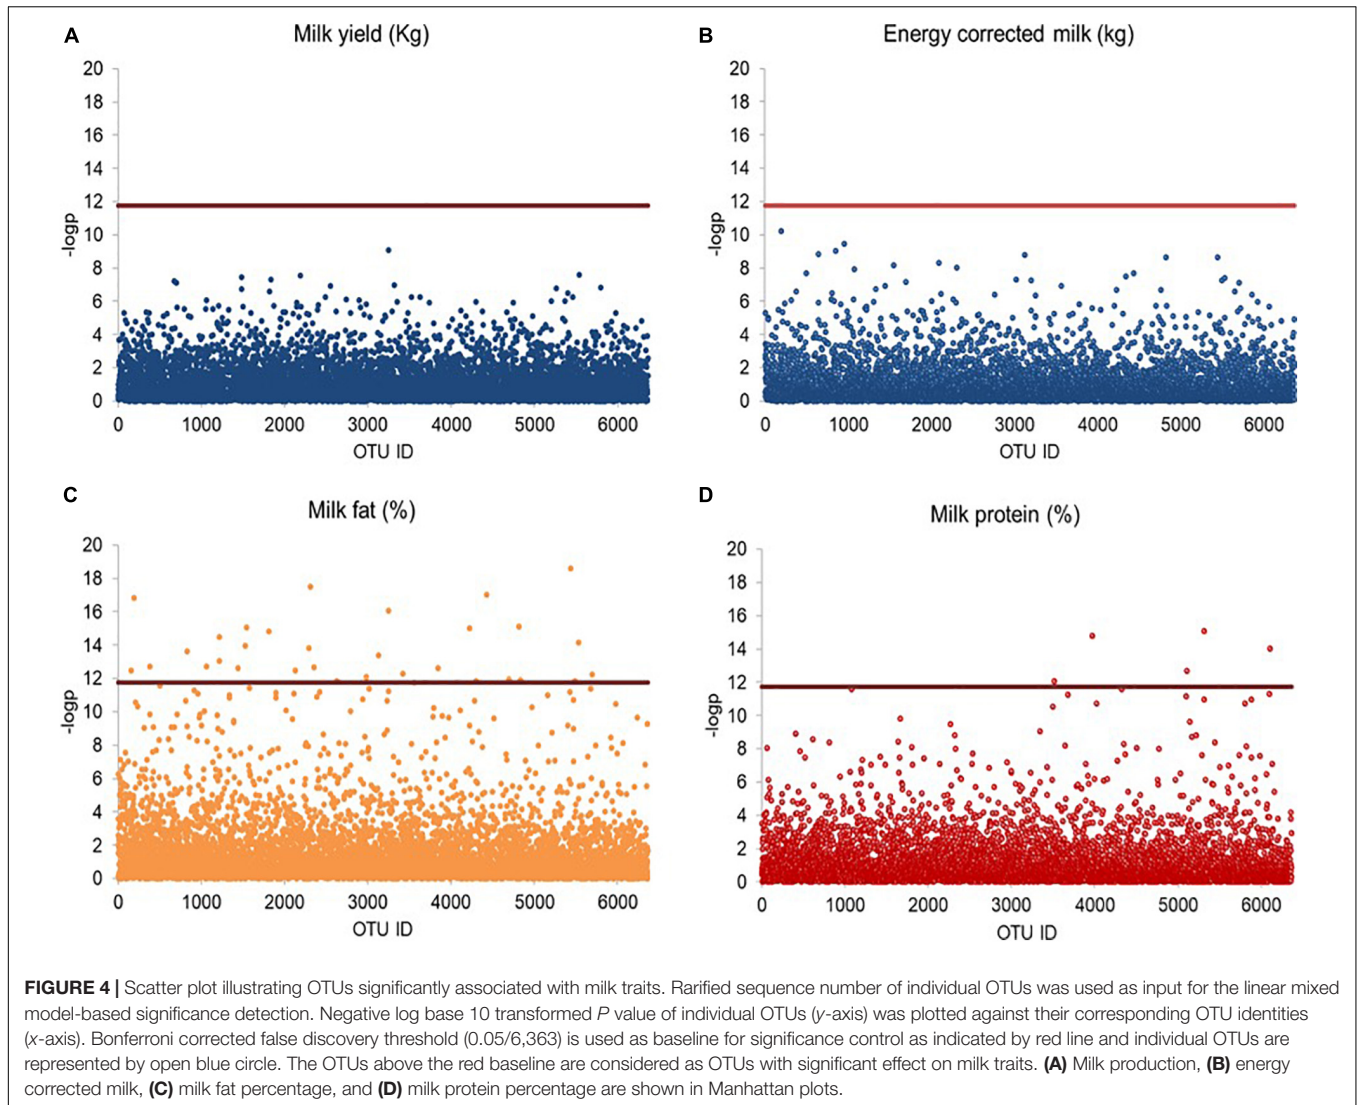 A
Milk yield (Kg)
20
18
16
14
12
10
8
6
4
2
0
-logp
0 1000 2000 3000 4000 5000 6000
OTU ID
B
Energy corrected milk (kg)
20
18
16
14
12
10
8
6
4
2
0
-logp
0 1000 2000 3000 4000 5000 6000
OTU ID
C
Milk fat (%)
20
18
16
14
12
10
8
6
4
2
0
-logp
0 1000 2000 3000 4000 5000 6000
OTU ID
D
Milk protein (%)
20
18
16
14
12
10
8
6
4
2
0
-logp
0 1000 2000 3000 4000 5000 6000
OTU ID
FIGURE 4 | Scatter plot illustrating OTUs significantly associated with milk traits. Rarified sequence number of individual OTUs was used as input for the linear mixed
model-based significance detection. Negative log base 10 transformed P value of individual OTUs (y-axis) was plotted against their corresponding OTU identities
(x-axis). Bonferroni corrected false discovery threshold (0.05/6,363) is used as baseline for significance control as indicated by red line and individual OTUs are
represented by open blue circle. The OTUs above the red baseline are considered as OTUs with significant effect on milk traits. (A) Milk production, (B) energy
corrected milk, (C) milk fat percentage, and (D) milk protein percentage are shown in Manhattan plots.